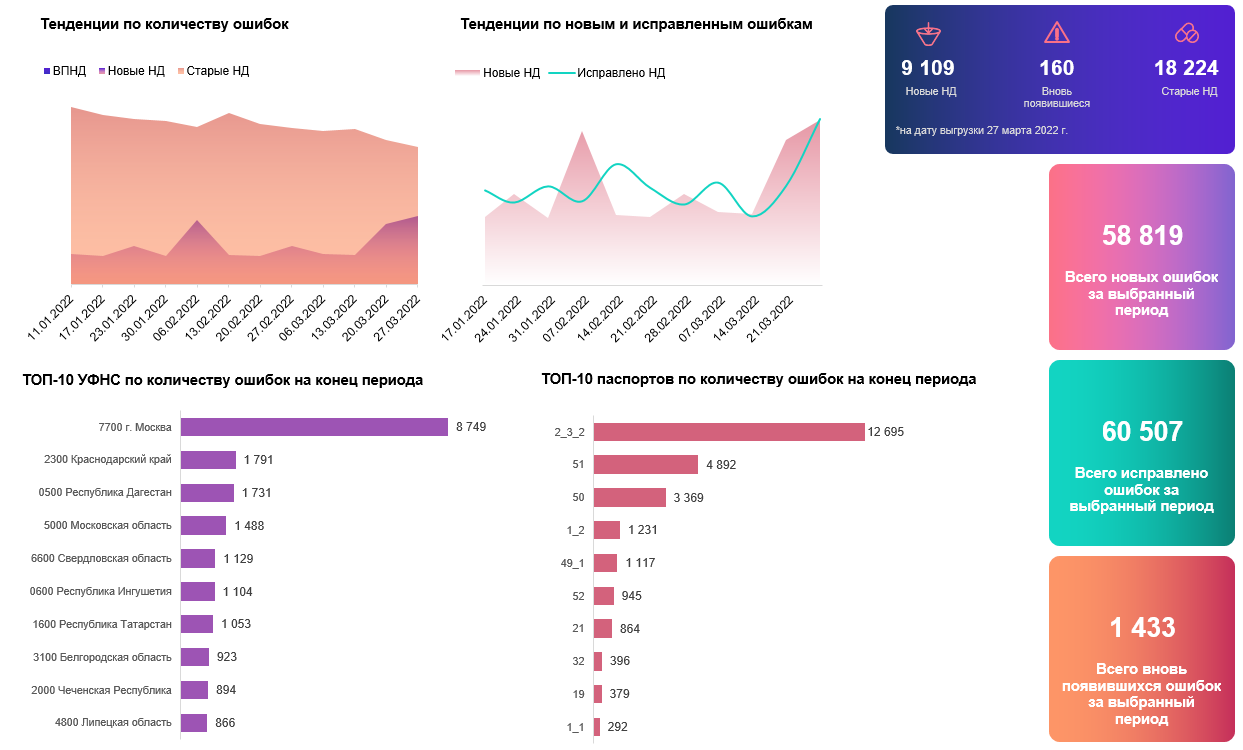 Тенденции по количеству ошибок
ВПНД Новые НД Старые НД
11.01.2022
17.01.2022
23.01.2022
30.01.2022
06.02.2022
13.02.2022
20.02.2022
27.02.2022
06.03.2022
13.03.2022
20.03.2022
27.03.2022
Тенденции по новым и исправленным ошибкам
Новые НД Исправлено НД
17.01.2022
24.01.2022
31.01.2022
07.02.2022
14.02.2022
21.02.2022
28.02.2022
07.03.2022
14.03.2022
21.03.2022
9 109 160 18 224
Новые НД Вновь Старые НД
появившиеся
*на дату выгрузки 27 марта 2022 г.
58 819
Всего новых ошибок
за выбранный
период
60 507
Всего исправлено
ошибок за
выбранный период
1 433
Всего вновь
появившихся ошибок
за выбранный
период
ТОП-10 УФНС по количеству ошибок на конец периода
7700 г. Москва 8 749
2300 Краснодарский край 1 791
0500 Республика Дагестан 1 731
5000 Московская область 1 488
6600 Свердловская область 1 129
0600 Республика Ингушетия 1 104
1600 Республика Татарстан 1 053
3100 Белгородская область 923
2000 Чеченская Республика 894
4800 Липецкая область 866
ТОП-10 паспортов по количеству ошибок на конец периода
2_3_2 12 695
51 4 892
50 3 369
1_2 1 231
49_1 1 117
52 945
21 864
32 396
19 379
1_1 292